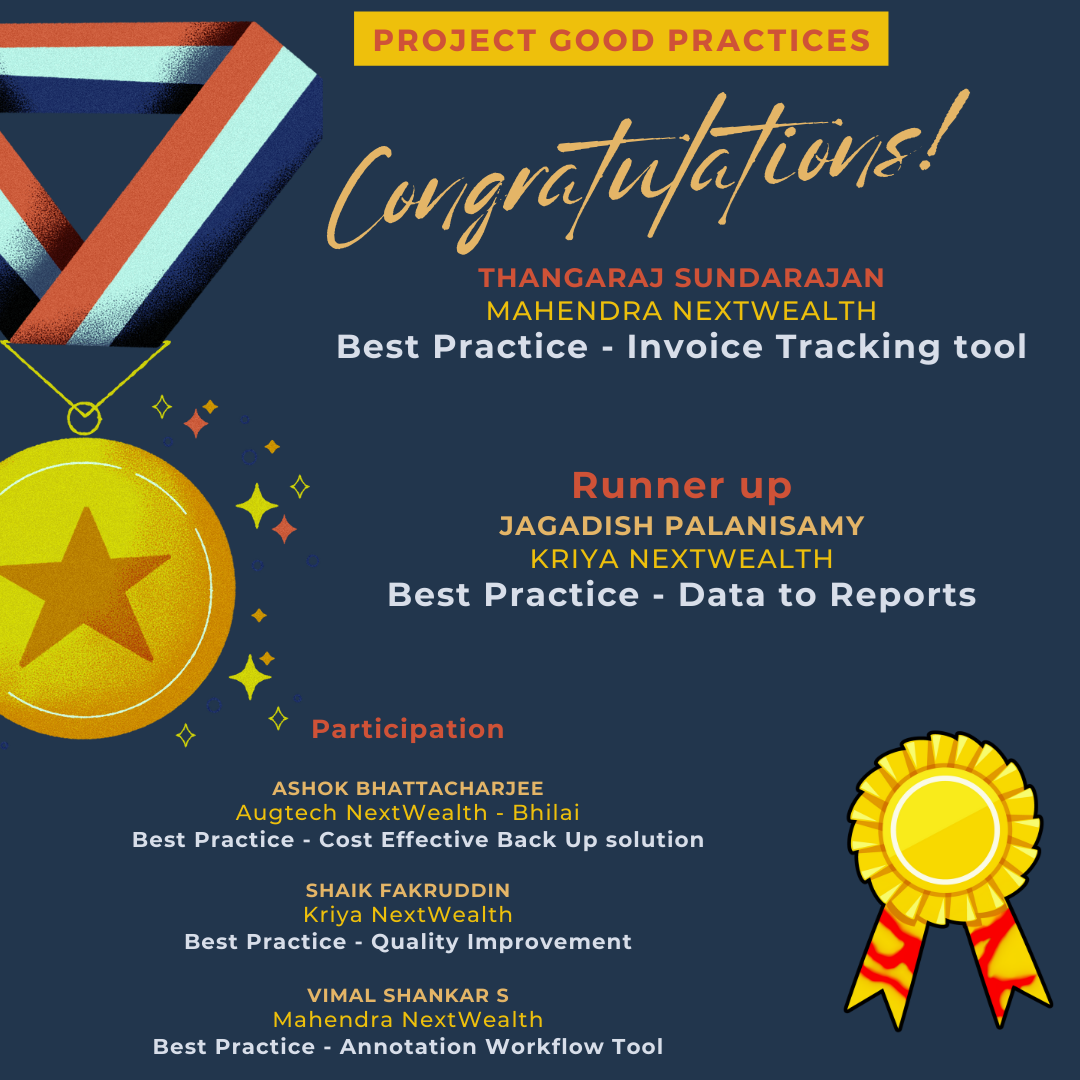 PROJECT GOOD PRACTICES
Congratulations!
THANGARAJ SUNDARAJAN
MAHENDRA NEXTWEALTH
Best Practice - Invoice Tracking tool
Runner up
JAGADISH PALANISAMY
KRIYA NEXTWEALTH
Best Practice - Data to Reports
Participation
ASHOK BHATTACHARJEE
Augtech NextWealth - Bhilai
Best Practice - Cost Effective Back Up solution
SHAIK FAKRUDDIN
Kriya NextWealth
Best Practice - Quality Improvement
VIMAL SHANKAR S
Mahendra NextWealth
Best Practice - Annotation Workflow Tool